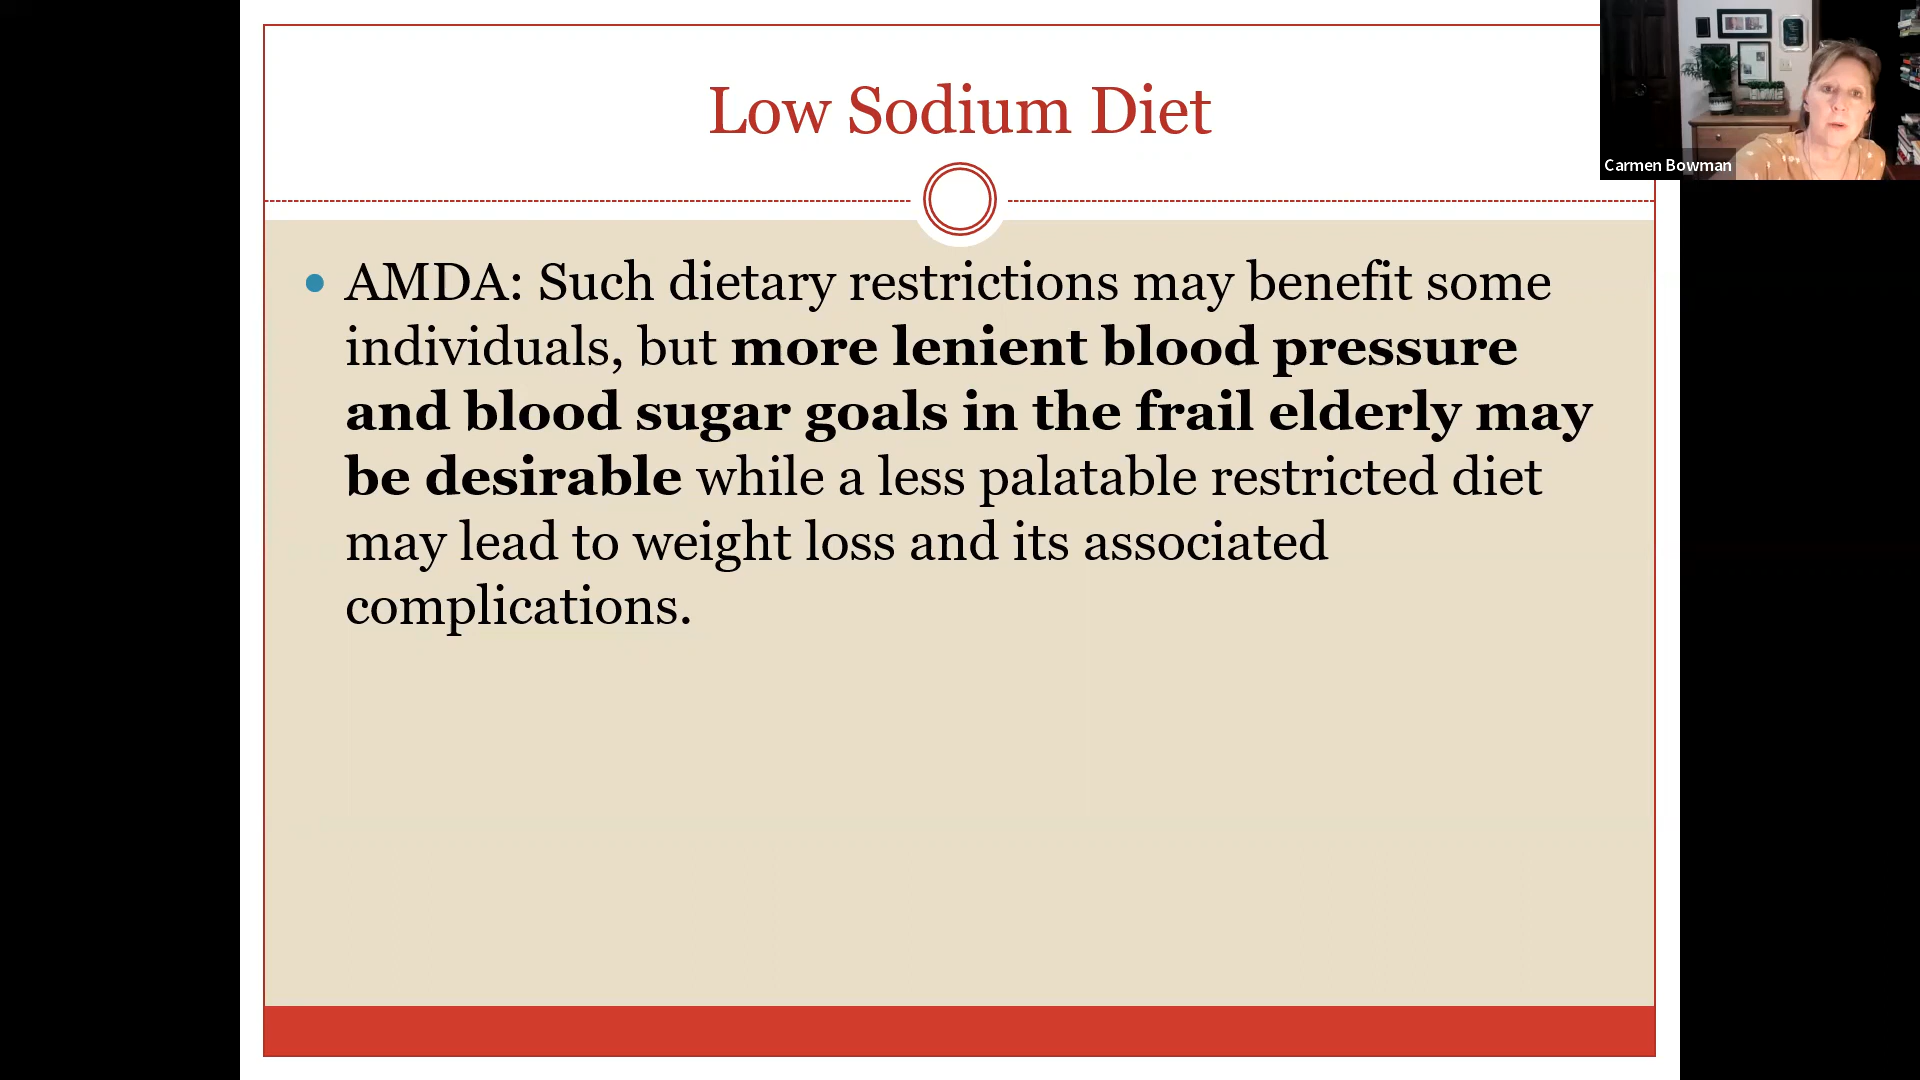 Low Sodium Diet
Carmen Bowman
• AMDA: Such dietary restrictions may benefit some
individuals, but more lenient blood pressure
and blood sugar goals in the frail elderly may
be desirable while a less palatable restricted diet
may lead to weight loss and its associated
complications.